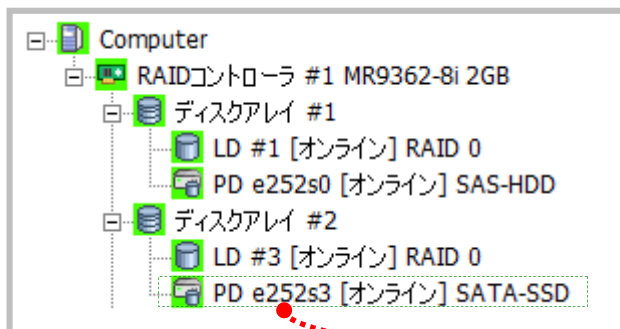 Computer
RAIDコントローラ #1 MR9362-8i 2GB
ディスクアレイ #1
LD #1 [オンライン] RAID 0
PD e252s0 [オンライン] SAS-HDD
ディスクアレイ #2
LD #3 [オンライン] RAID 0
PD e252s3 [オンライン] SATA-SSD